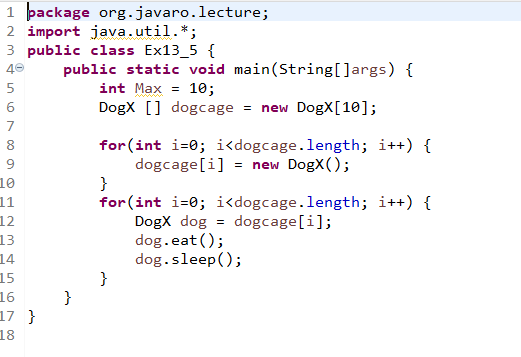 1 package org.javaro.lecture;
2 import java.util.*;
3 public class Ex13_5 {
4     public static void main(String[]args) {
5         int Max = 10;
6         DogX [] dogcage = new DogX[10];
7
8         for(int i=0; i<dogcage.length; i++) {
9             dogcage[i] = new DogX();
10         }
11         for(int i=0; i<dogcage.length; i++) {
12             DogX dog = dogcage[i];
13             dog.eat();
14             dog.sleep();
15         }
16     }
17 }
18